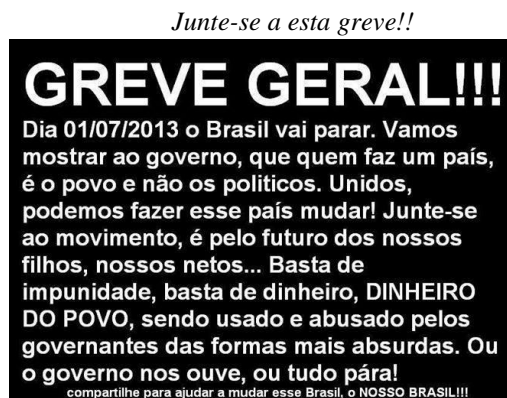 Junte-se a esta greve!!
GREVE GERAL!!!
Dia 01/07/2013 o Brasil vai parar. Vamos
mostrar ao governo, que quem faz um país,
é o povo e não os politicos. Unidos,
podemos fazer esse país mudar! Junte-se
ao movimento, é pelo futuro dos nossos
filhos, nossos netos... Basta de
impunidade, basta de dinheiro, DINHEIRO
DO POVO, sendo usado e abusado pelos
governantes das formas mais absurdas. Ou
o governo nos ouve, ou tudo pára!
compartilhe para ajudar a mudar esse Brasil, o NOSSO BRASIL!!!